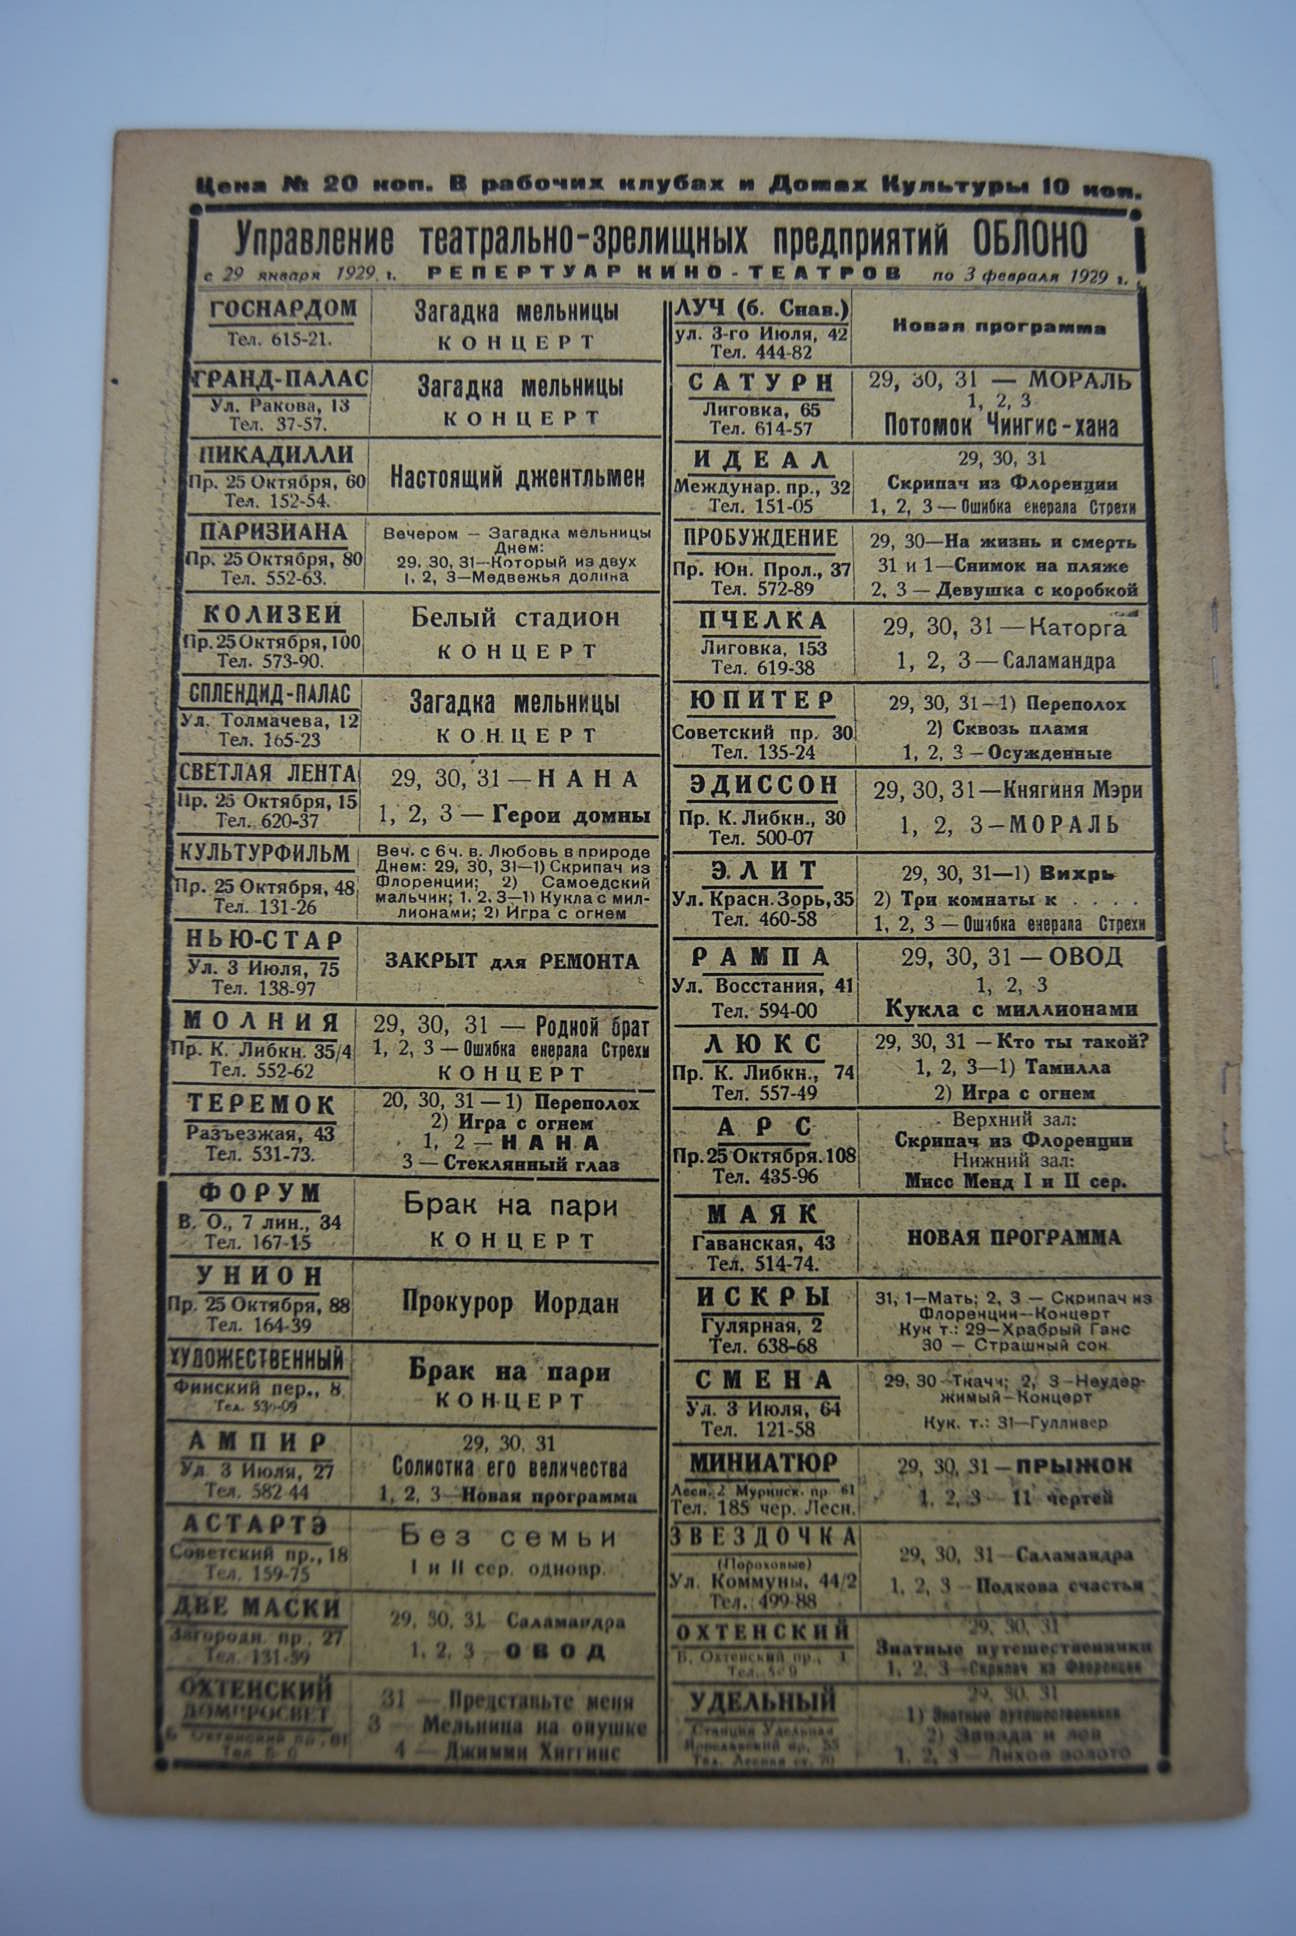 Цена № 20 коп. В рабочих клубах и Домах Культуры 10 коп.
Управление театрально-зрелищных предприятий ОБЛОНО
с 29 января 1929 г. РЕПЕРТУАР КИНО-ТЕАТРОВ по 3 февраля 1929 г.
ГОСНАРДОМ
Тел. 615-21.
Загадка мельницы
КОНЦЕРТ
ГРАНД-ПАЛАС
Ул. Ракова, 13
Тел. 37-57.
Загадка мельницы
КОНЦЕРТ
ПИКАДИЛЛИ
Пр. 25 Октября, 60
Тел. 152-54.
Настоящий джентльмен
ПАРИЗИАНА
Пр. 25 Октября, 80
Тел. 552-63.
Вечером — Загадка мельницы
Днем:
29, 30, 31—Который из двух
1, 2, 3—Медвежья долина
КОЛИЗЕЙ
Пр. 25 Октября, 100
Тел. 573-90.
Белый стадион
КОНЦЕРТ
СПЛЕНДИД-ПАЛАС
Ул. Толмачева, 12
Тел. 165-23
Загадка мельницы
КОНЦЕРТ
СВЕТЛАЯ ЛЕНТА
Пр. 25 Октября, 15
Тел. 620-37
29, 30, 31 — НАНА
1, 2, 3 — Герои домны
КУЛЬТУРФИЛЬМ
Пр. 25 Октября, 48
Тел. 131-26
Веч. с 6 ч. в. Любовь в природе
Днем: 29, 30, 31—1) Скрипач из
Флоренции; 2) Самоедский
мальчик; 1, 2, 3—1) Кукла с мил-
лионами; 2) Игра с огнем
НЬЮ-СТАР
Ул. 3 Июля, 75
Тел. 138-97
ЗАКРЫТ для РЕМОНТА
МОЛНИЯ
Пр. К. Либкн. 35/4
Тел. 552-62
29, 30, 31 — Родной брат
1, 2, 3 — Ошибка енерала Стрехи
КОНЦЕРТ
ТЕРЕМОК
Разъезжая, 43
Тел. 531-73.
20, 30, 31 — 1) Переполох
2) Игра с огнем
1, 2 — НАНА
3 — Стеклянный глаз
ФОРУМ
В. О., 7 лин., 34
Тел. 167-15
Брак на пари
КОНЦЕРТ
УНИОН
Пр. 25 Октября, 88
Тел. 164-39
Прокурор Иордан
ХУДОЖЕСТВЕННЫЙ
Финский пер., 8
Тел.
Брак на пари
КОНЦЕРТ
АМПИР
Ул 3 Июля, 27
Тел. 582-44
29, 30, 31
Солистка его величества
1, 2, 3—Новая программа
АСТАРТЭ
Советский пр., 18
Тел. 159-75
Без семьи
I и II сер. одновр.
ДВЕ МАСКИ
Загородн. пр., 27
Тел. 131-59
29, 30, 31 Саламандра
1, 2, 3 — ОВОД
ОХТЕНСКИЙ
ДОМПРОСВЕТ
Б. Охтенский пр.,
31 — Представьте меня
3 — Мельница на опушке
4 — Джимми Хиггинс
ЛУЧ (б. Снав.)
ул. 3-го Июля, 42
Тел. 444-82
Новая программа
САТУРН
Лиговка, 65
Тел. 614-57
29, 30, 31 — МОРАЛЬ
1, 2, 3
Потомок Чингис-хана
ИДЕАЛ
Междунар. пр., 32
Тел. 151-05
29, 30, 31
Скрипач из Флоренции
1, 2, 3 — Ошибка енерала Стрехи
ПРОБУЖДЕНИЕ
Пр. Юн. Прол., 37
Тел. 572-89
29, 30—На жизнь и смерть
31 и 1—Снимок на пляже
2, 3 — Девушка с коробкой
ПЧЕЛКА
Лиговка, 153
Тел. 619-38
29, 30, 31 — Каторга
1, 2, 3 — Саламандра
ЮПИТЕР
Советский пр. 30
Тел. 135-24
29, 30, 31—1) Переполох
2) Сквозь пламя
1, 2, 3 — Осужденные
ЭДИССОН
Пр. К. Либкн., 30
Тел. 500-07
29, 30, 31—Княгиня Мэри
1, 2, 3—МОРАЛЬ
ЭЛИТ
Ул. Красн. Зорь, 35
Тел. 460-58
29, 30, 31—1) Вихрь
2) Три комнаты к . . . .
1, 2, 3 — Ошибка енерала Стрехи
РАМПА
Ул. Восстания, 41
Тел. 594-00
29, 30, 31 — ОВОД
1, 2, 3
Кукла с миллионами
ЛЮКС
Пр. К. Либкн., 74
Тел. 557-49
29, 30, 31 — Кто ты такой?
1, 2, 3—1) Тамилла
2) Игра с огнем
АРС
Пр. 25 Октября. 108
Тел. 435-96
Верхний зал:
Скрипач из Флоренции
Нижний зал:
Мисс Менд I и II сер.
МАЯК
Гаванская, 43
Тел. 514-74.
НОВАЯ ПРОГРАММА
ИСКРЫ
Гулярная, 2
Тел. 638-68
31, 1—Мать; 2, 3 — Скрипач из
Флоренции—Концерт
Кук т.: 29—Храбрый Ганс
30 — Страшный сон
СМЕНА
Ул. 3 Июля, 64
Тел. 121-58
29, 30 Ткачи; 2, 3—Неудер-
жимый—Концерт
Кук. т.: 31—Гулливер
МИНИАТЮР
Лесн. 2 Муринск. пр 61
Тел. 185 чер. Лесн.
29, 30, 31 — ПРЫЖОК
1, 2, 3 — 11 чертей
ЗВЕЗДОЧКА
(Пороховые)
Ул. Коммуны, 44/2
Тел. 499-88
29, 30, 31—Саламандра
1, 2, 3—Подкова счастья
ОХТЕНСКИЙ
Б. Охтенский пр., 1
29, 30, 31
Знатные путешественники
1, 2, 3—Скрипач из Флоренции
УДЕЛЬНЫЙ
Станция Удельная
Ярославский пр., 55
29, 30, 31
1) Знатные путешественники
1, 2, 3 — Лихое золото